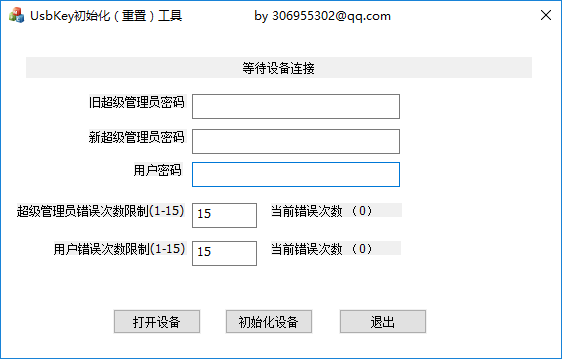 UsbKey初始化（重置）工具 by 306955302@qq.com
等待设备连接
旧超级管理员密码
新超级管理员密码
用户密码
超级管理员错误次数限制(1-15) 15 当前错误次数 （0）
用户错误次数限制(1-15) 15 当前错误次数 （0）
打开设备 初始化设备 退出